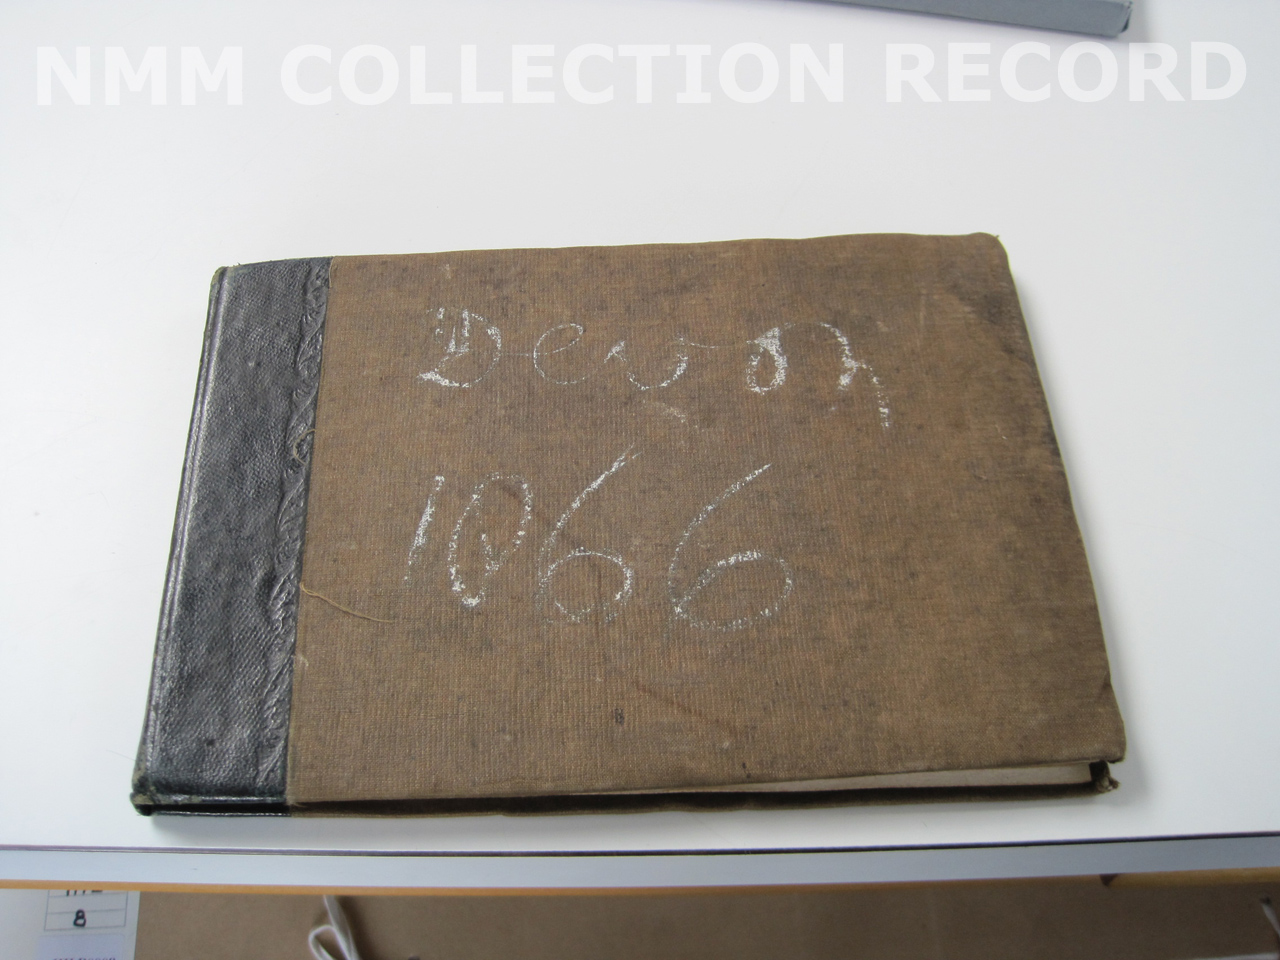 NMM COLLECTION RECORD
Devon
1066
8